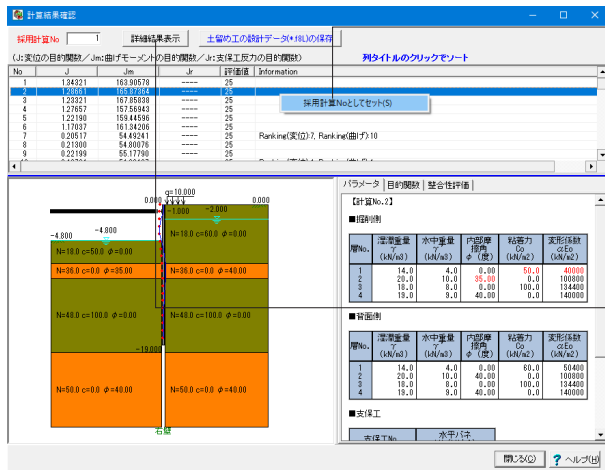 計算結果確認
採用計算No 1 詳細結果表示 土留め工の設計データ(*.f8L)の保存
(J:変位の目的関数/Jm:曲げモーメントの目的関数/Jr:支保工反力の目的関数) 列タイトルのクリックでソート
No J Jm Jr 評価値 Information
1 1.34321 163.90578 ---- 25
2 1.28661 165.87364 ---- 25
3 1.23321 167.85838 ---- 25
4 1.27657 157.56943 ---- 25
5 1.22190 159.44596 ---- 25
6 1.17037 161.34206 ---- 25
7 0.20517 54.49241 ---- 25 Ranking(変位):7, Ranking(曲げ):10
8 0.21300 54.80076 ---- 25
9 0.22199 55.17790 ---- 25
採用計算Noとしてセット(S)
q=10.000
0.000 0.000
-1.000 -2.000
-4.800 -4.800
N=18.0 c=60.0 φ=0.00
N=18.0 c=50.0 φ=0.00
N=36.0 c=0.0 φ=35.00 N=36.0 c=0.0 φ=40.00
N=48.0 c=100.0 φ=0.00 N=48.0 c=100.0 φ=0.00
-19.000
N=50.0 c=0.0 φ=40.00 N=50.0 c=0.0 φ=40.00
右壁
パラメータ 目的関数 整合性評価
【計算No.2】
■掘削側
層No. 湿潤重量 γ (kN/m3) 水中重量 γ' (kN/m3) 内部摩擦角 φ (度) 粘着力 Co (kN/m2) 変形係数 αEo (kN/m2)
1 14.0 4.0 0.00 50.0 40000
2 20.0 10.0 35.00 0.0 100800
3 18.0 8.0 0.00 100.0 134400
4 19.0 9.0 40.00 0.0 140000
■背面側
層No. 湿潤重量 γ (kN/m3) 水中重量 γ' (kN/m3) 内部摩擦角 φ (度) 粘着力 Co (kN/m2) 変形係数 αEo (kN/m2)
1 14.0 4.0 0.00 60.0 50400
2 20.0 10.0 40.00 0.0 100800
3 18.0 8.0 0.00 100.0 134400
4 19.0 9.0 40.00 0.0 140000
■支保工
支保工No. 水平バネ
閉じる(C) ? ヘルプ(H)